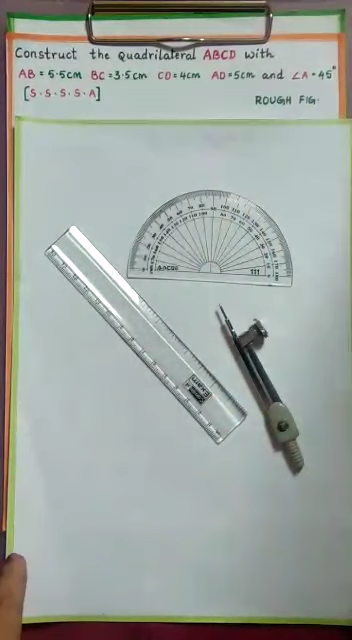 Construct the Quadrilateral ABCD with
AB = 5.5cm BC = 3.5cm CD = 4cm AD = 5cm and ∠A = 45°
[S.S.S.S.A]
ROUGH FIG.
111